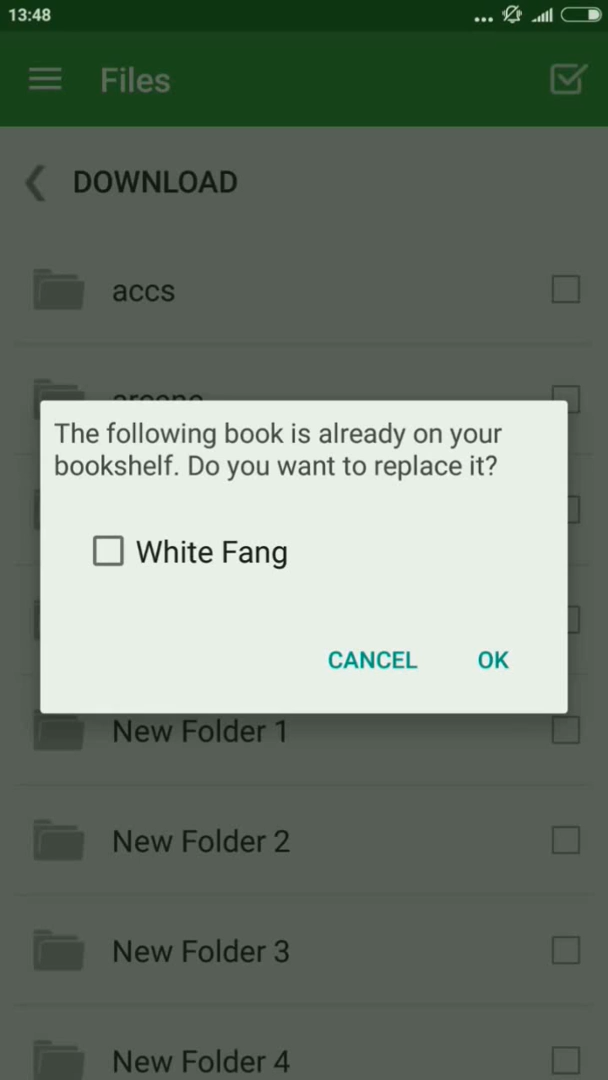 13:48
Files
DOWNLOAD
accs
The following book is already on your
bookshelf. Do you want to replace it?
White Fang
CANCEL OK
New Folder 1
New Folder 2
New Folder 3
New Folder 4